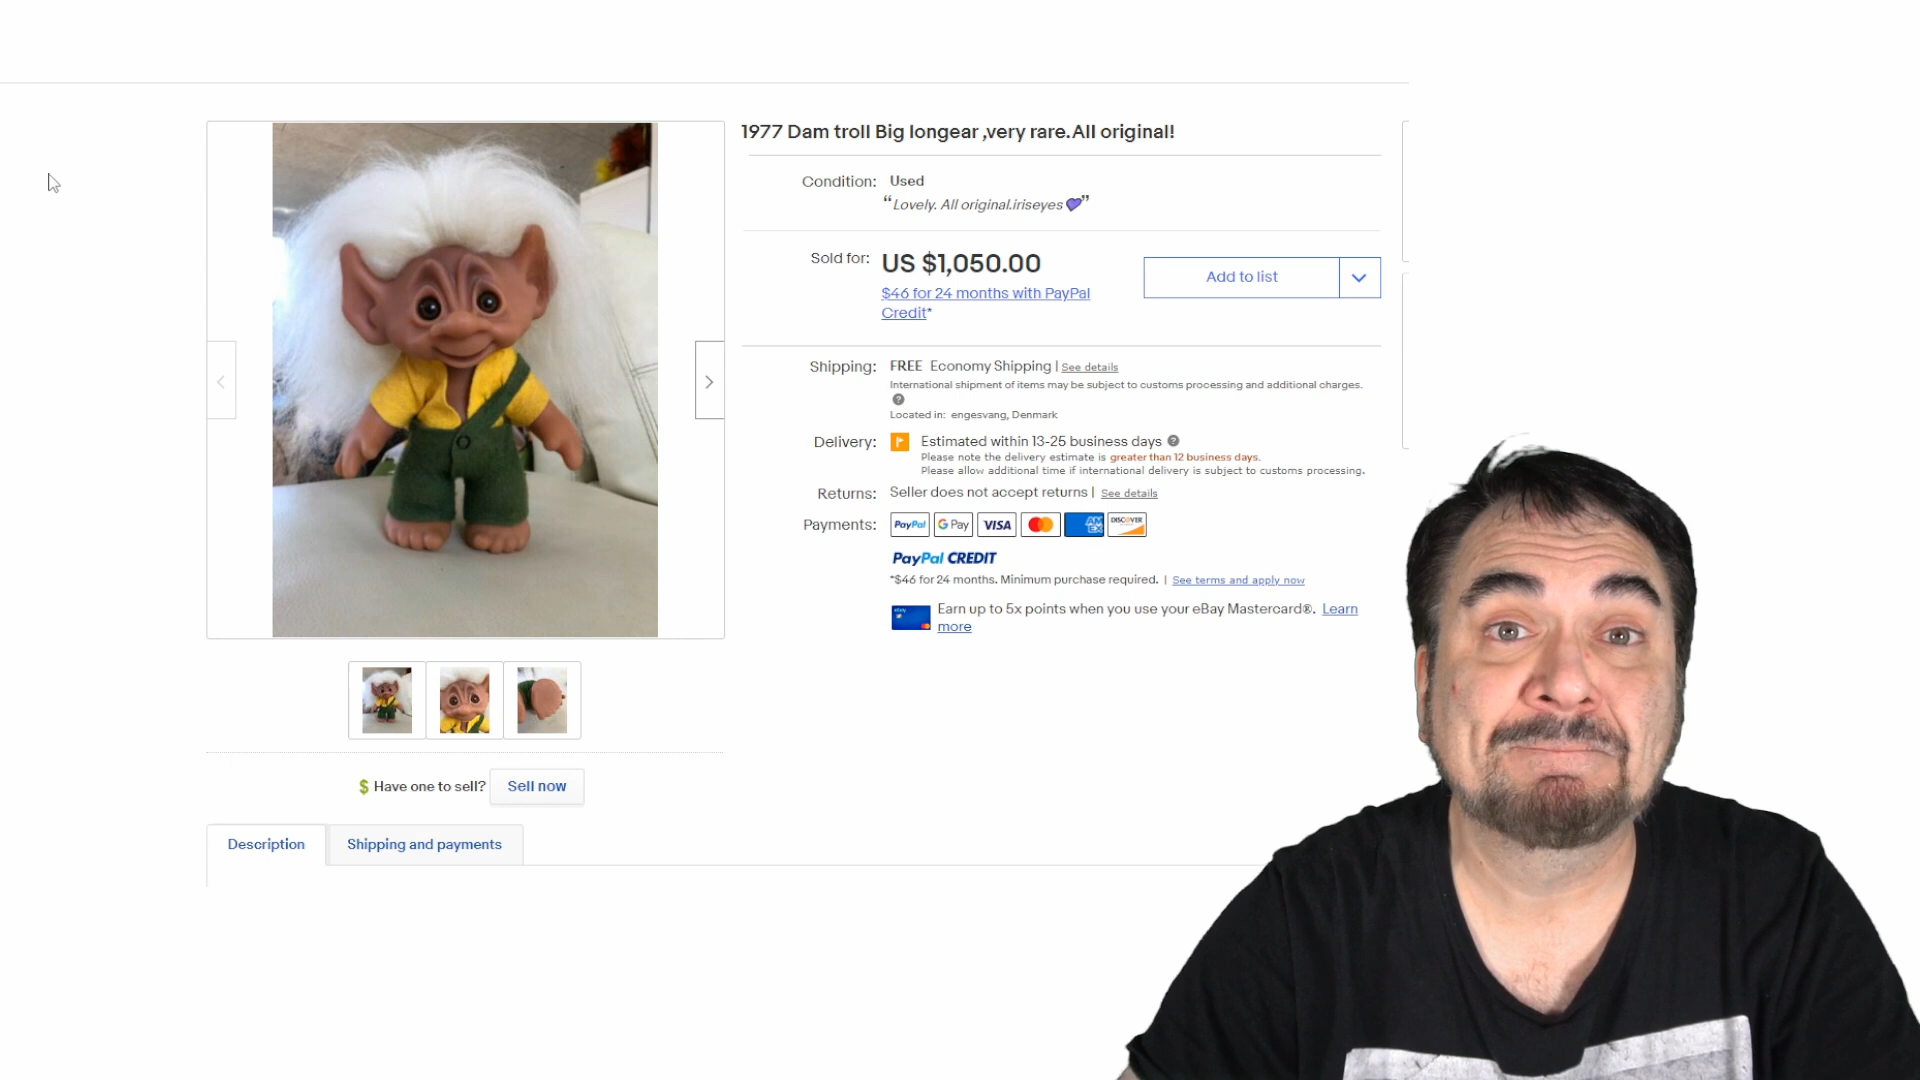 1977 Dam troll Big longear ,very rare.All original!
Condition: Used
“Lovely. All original.iriseyes 💜”
Sold for: US $1,050.00
$46 for 24 months with PayPal
Credit*
Add to list
Shipping: FREE Economy Shipping | See details
International shipment of items may be subject to customs processing and additional charges.
?
Located in: engesvang, Denmark
Delivery: Estimated within 13-25 business days ?
Please note the delivery estimate is greater than 12 business days.
Please allow additional time if international delivery is subject to customs processing.
Returns: Seller does not accept returns | See details
Payments: PayPal G Pay VISA AMEX DISCOVER
PayPal CREDIT
*$46 for 24 months. Minimum purchase required. | See terms and apply now
ebay
Earn up to 5x points when you use your eBay Mastercard®. Learn
more
$ Have one to sell? Sell now
Description
Shipping and payments